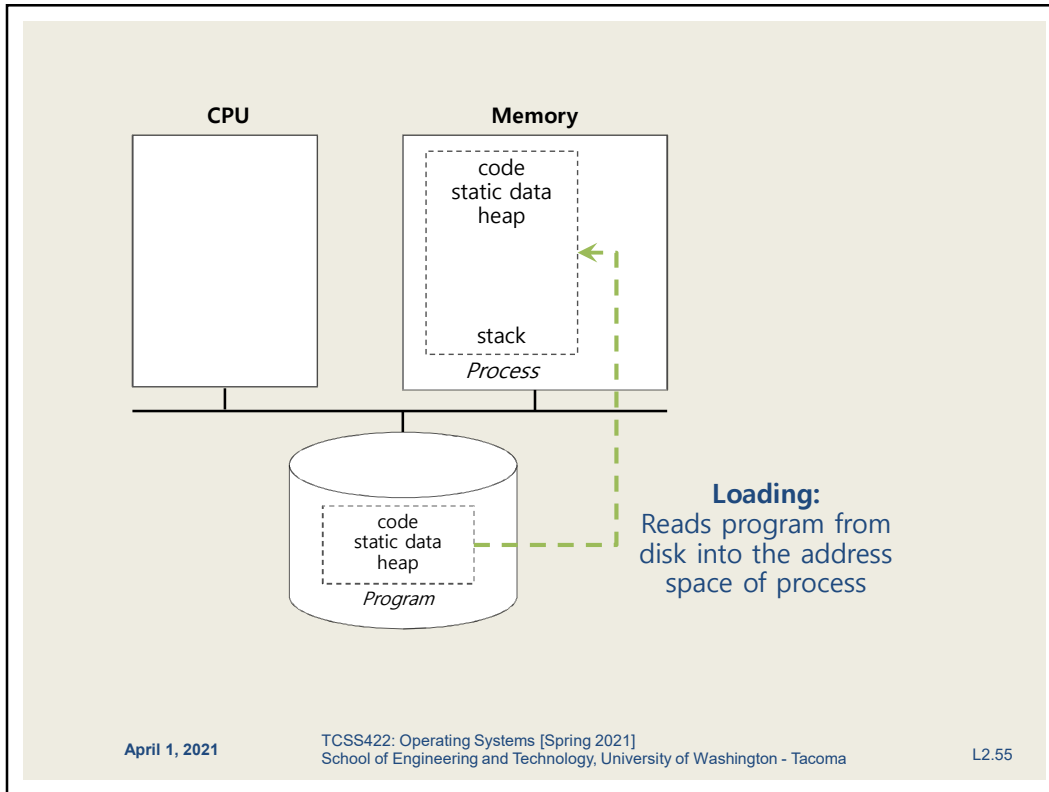 CPU
Memory
code
static data
heap
stack
Process
code
static data
heap
Program
Loading:
Reads program from
disk into the address
space of process
April 1, 2021
TCSS422: Operating Systems [Spring 2021]
School of Engineering and Technology, University of Washington - Tacoma
L2.55